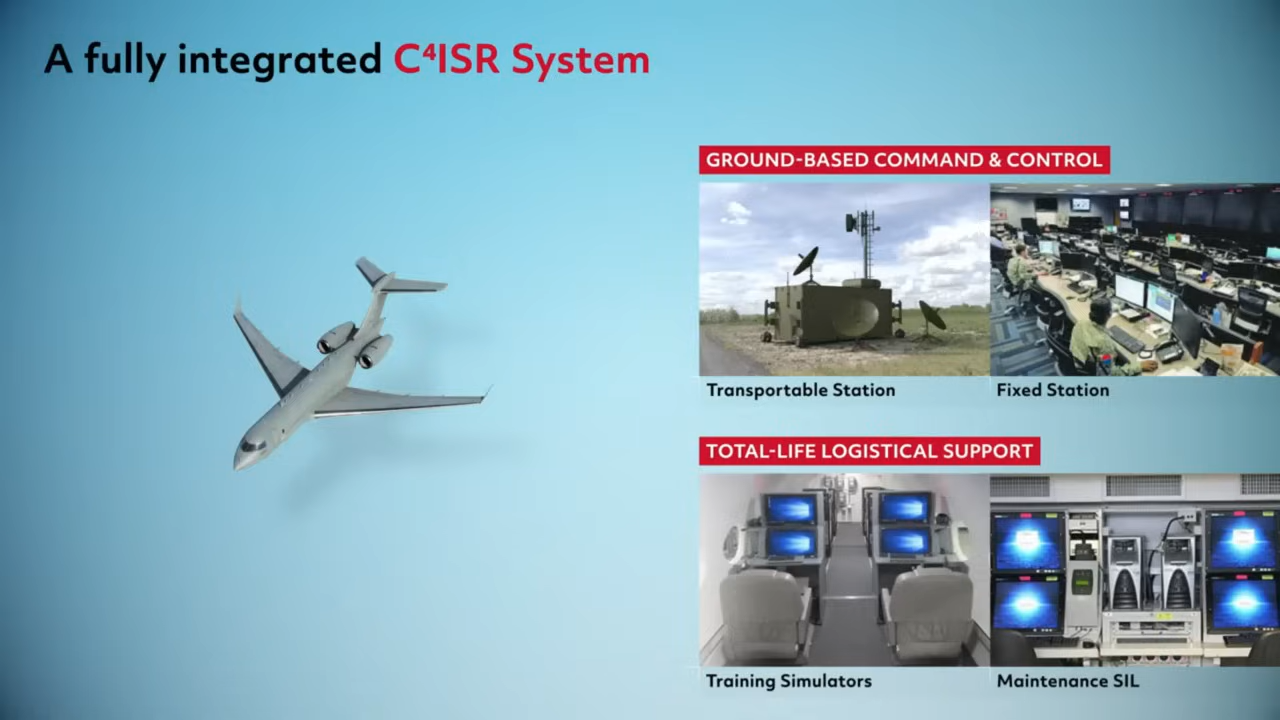 A fully integrated C⁴ISR System
GROUND-BASED COMMAND & CONTROL
Transportable Station
Fixed Station
TOTAL-LIFE LOGISTICAL SUPPORT
Training Simulators
Maintenance SIL